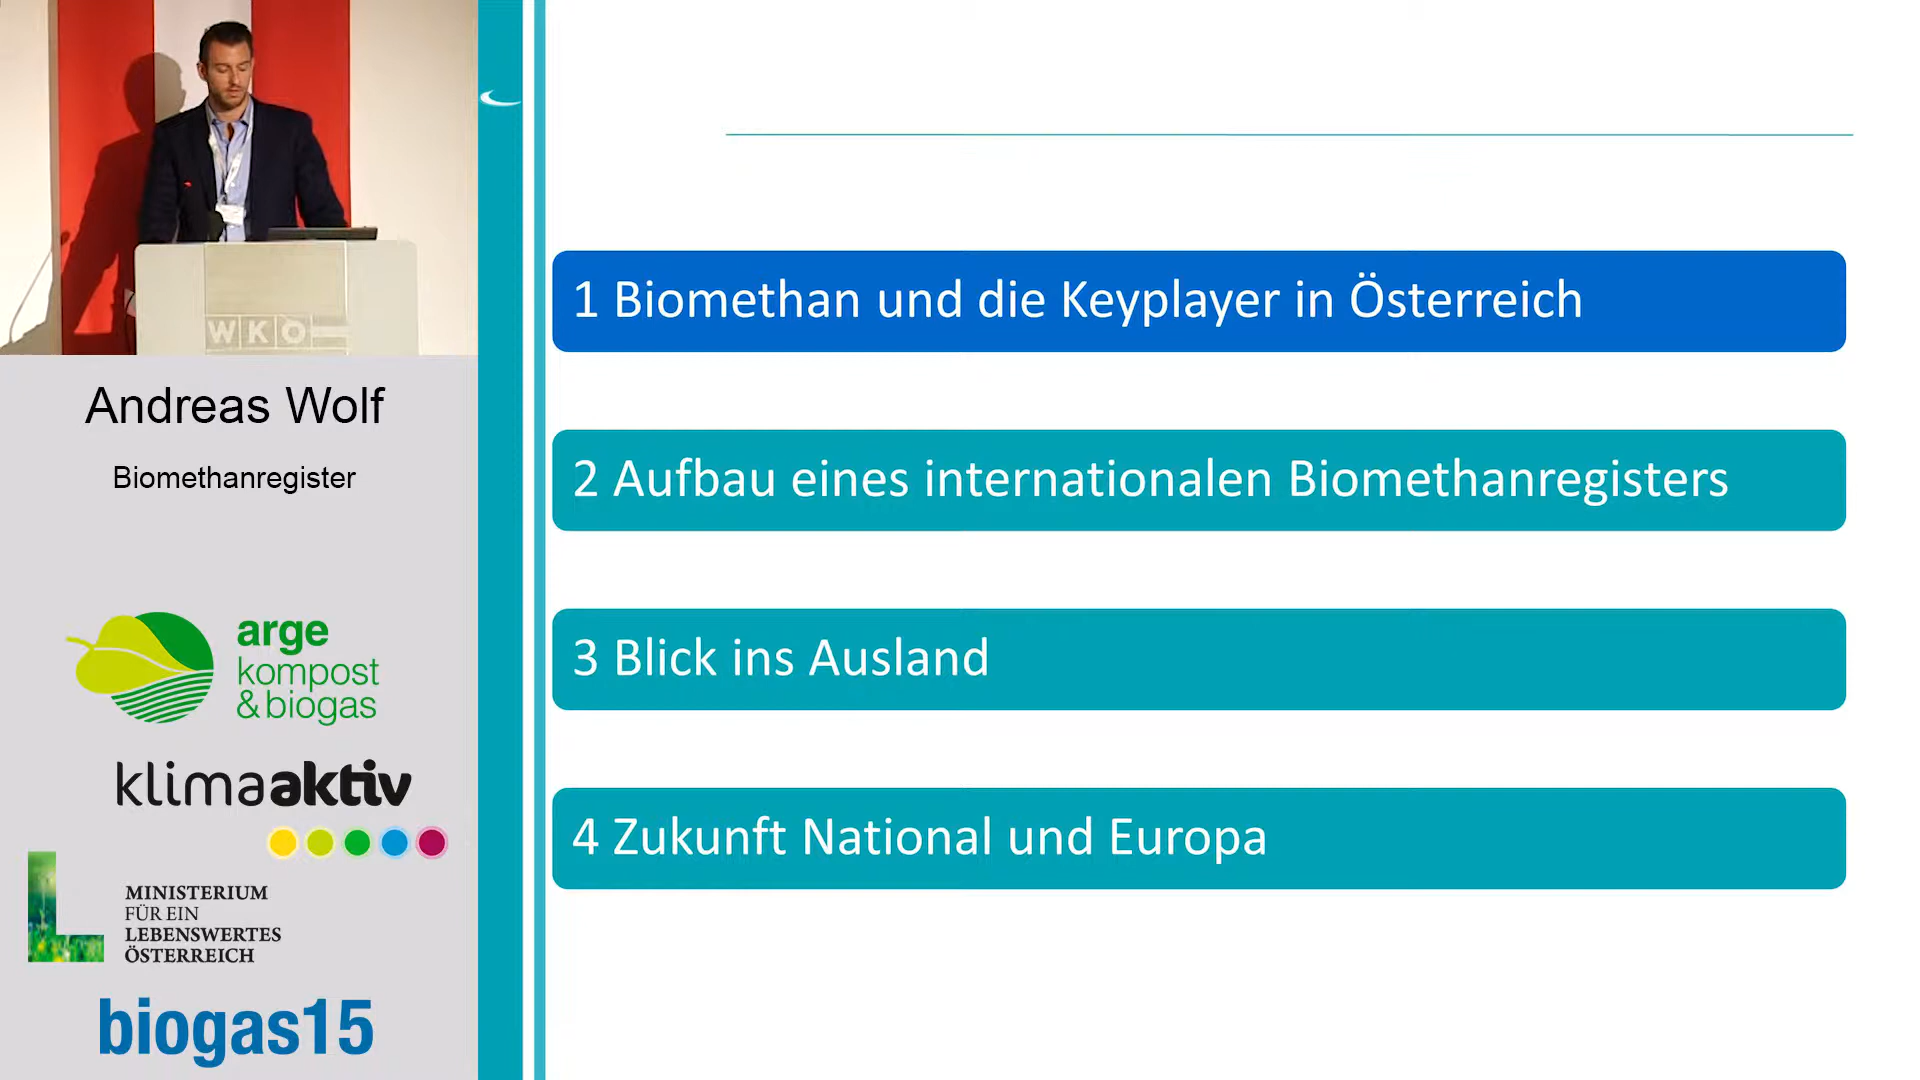 WKO
Andreas Wolf
Biomethanregister
arge
kompost
& biogas
klimaaktiv
MINISTERIUM
FÜR EIN
LEBENSWERTES
ÖSTERREICH
biogas15
1 Biomethan und die Keyplayer in Österreich
2 Aufbau eines internationalen Biomethanregisters
3 Blick ins Ausland
4 Zukunft National und Europa